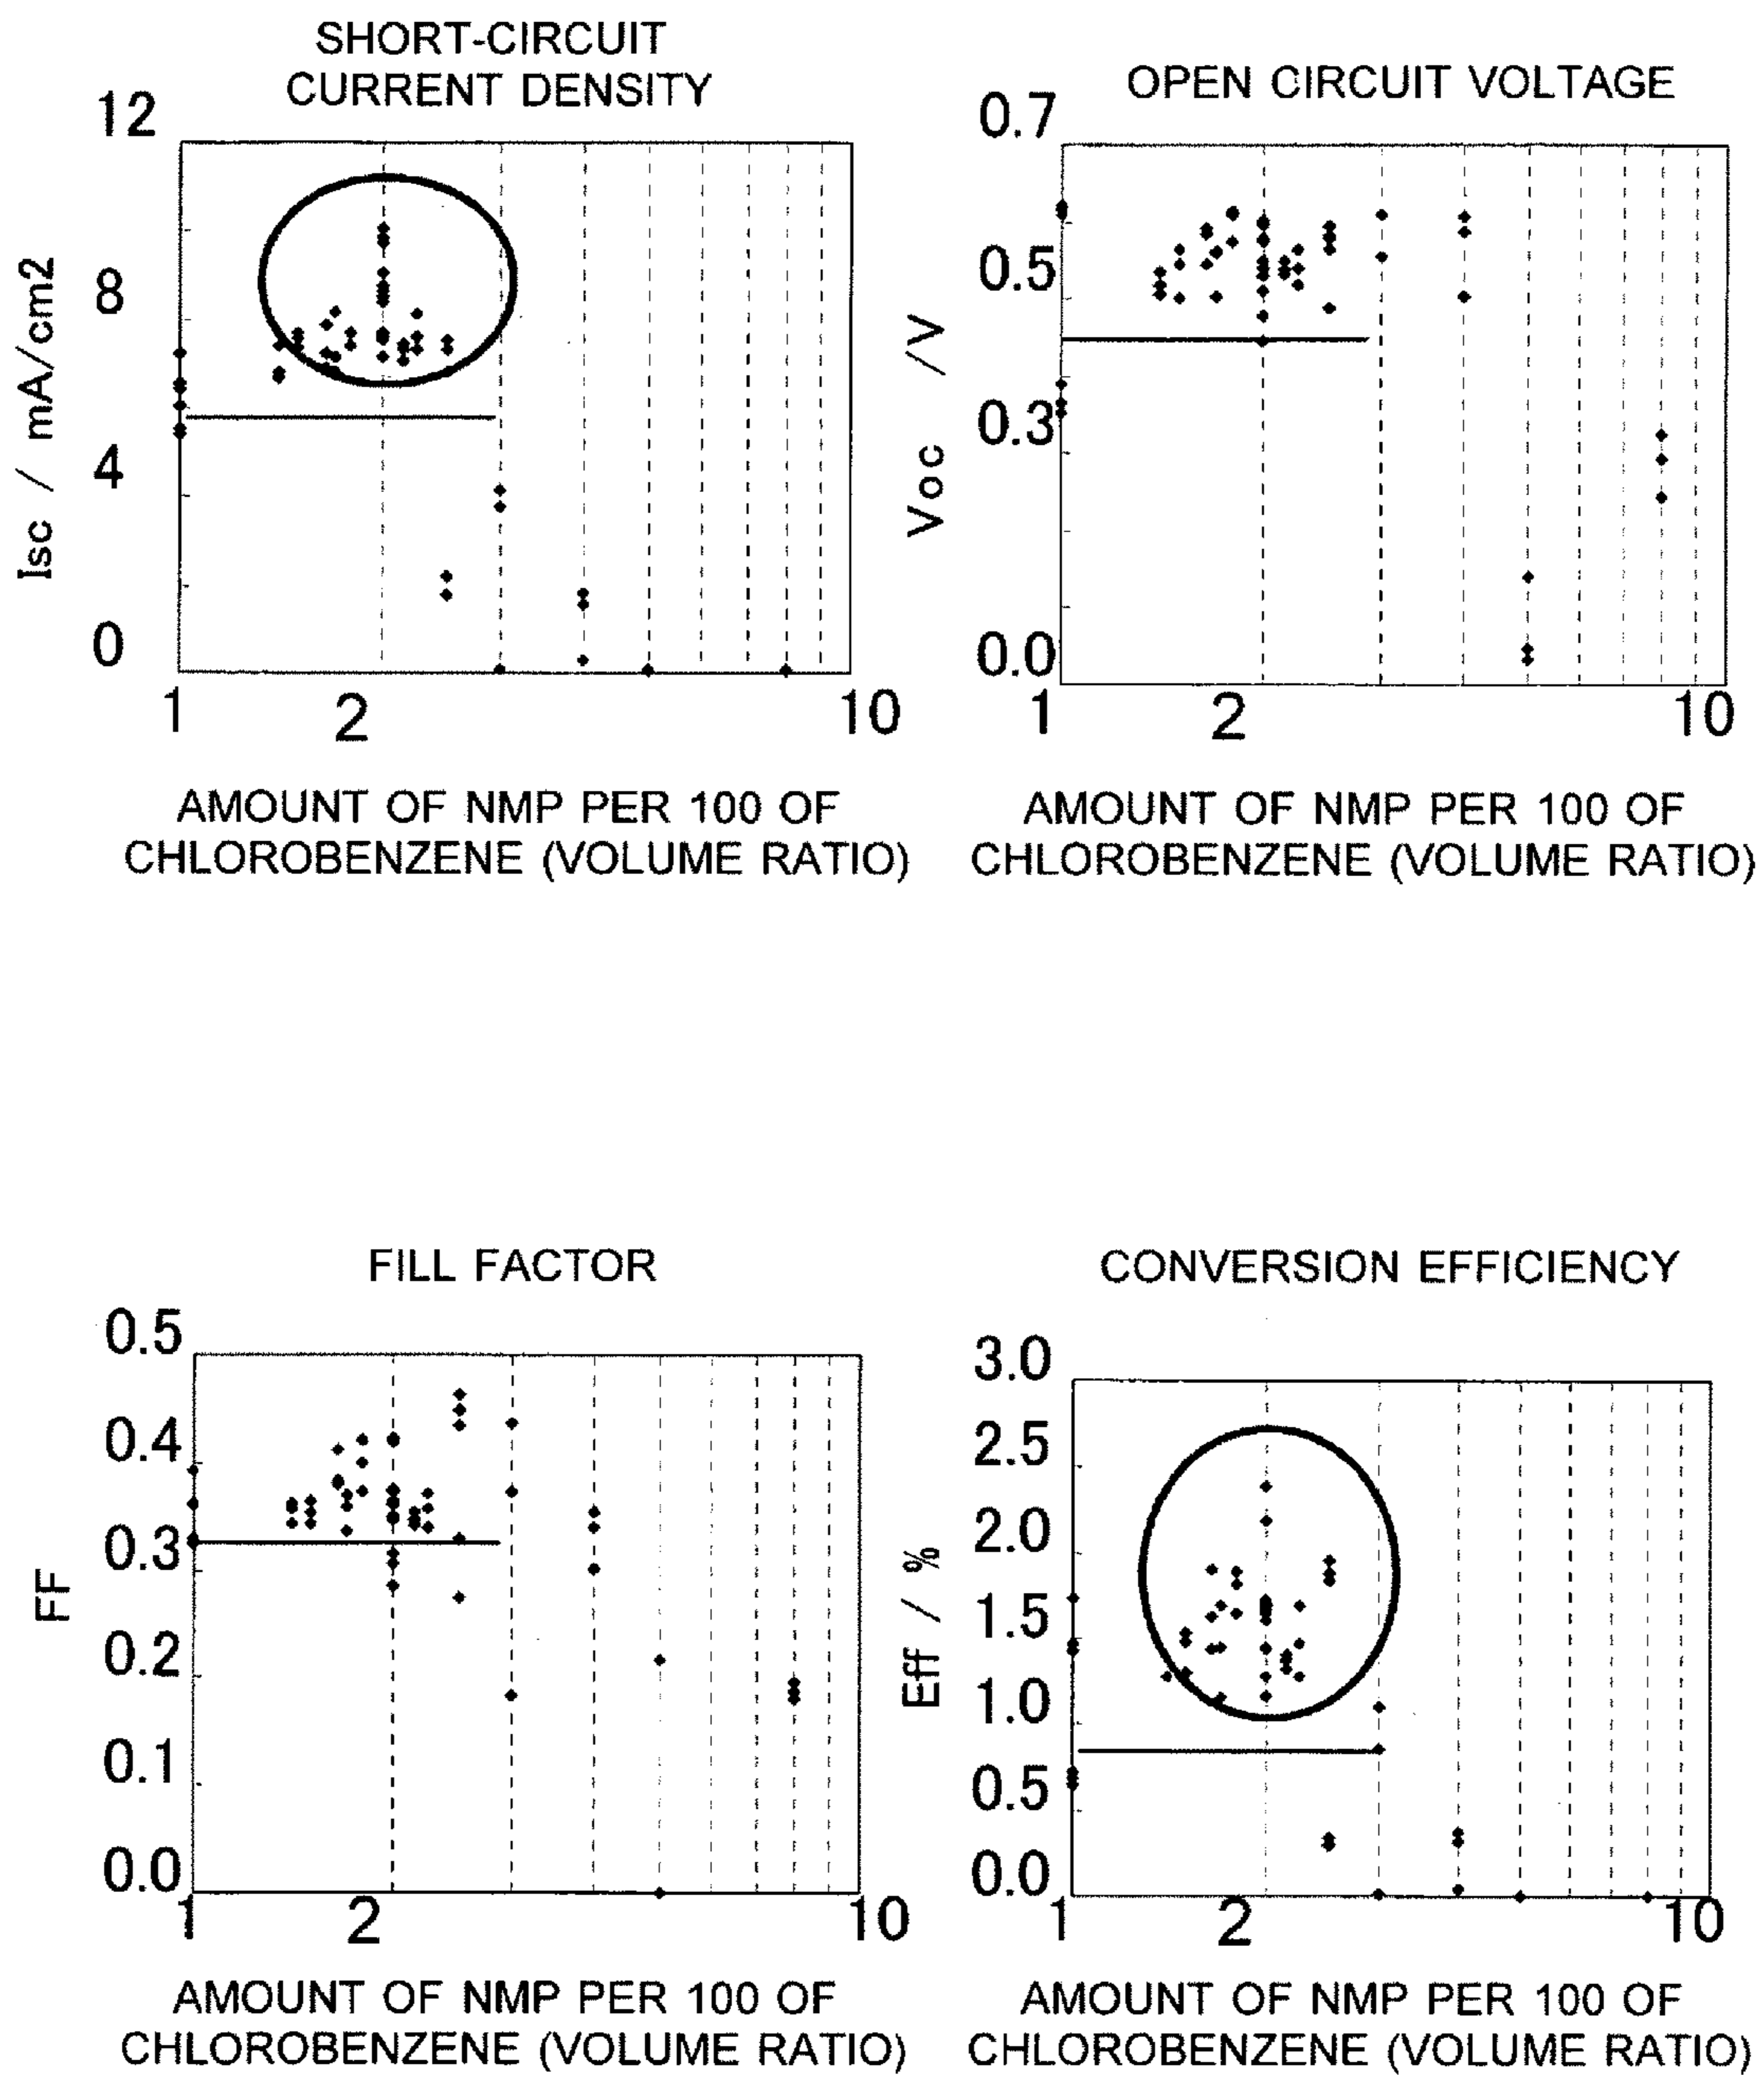 SHORT-CIRCUIT
CURRENT DENSITY
12
8
4
0
Isc / mA/cm2
1
2
10
AMOUNT OF NMP PER 100 OF
CHLOROBENZENE (VOLUME RATIO)
OPEN CIRCUIT VOLTAGE
0.7
0.5
0.3
0.0
Voc /V
1
2
10
AMOUNT OF NMP PER 100 OF
CHLOROBENZENE (VOLUME RATIO)
FILL FACTOR
0.5
0.4
0.3
0.2
0.1
0.0
FF
1
2
10
AMOUNT OF NMP PER 100 OF
CHLOROBENZENE (VOLUME RATIO)
CONVERSION EFFICIENCY
3.0
2.5
2.0
1.5
1.0
0.5
0.0
Eff / %
1
2
10
AMOUNT OF NMP PER 100 OF
CHLOROBENZENE (VOLUME RATIO)